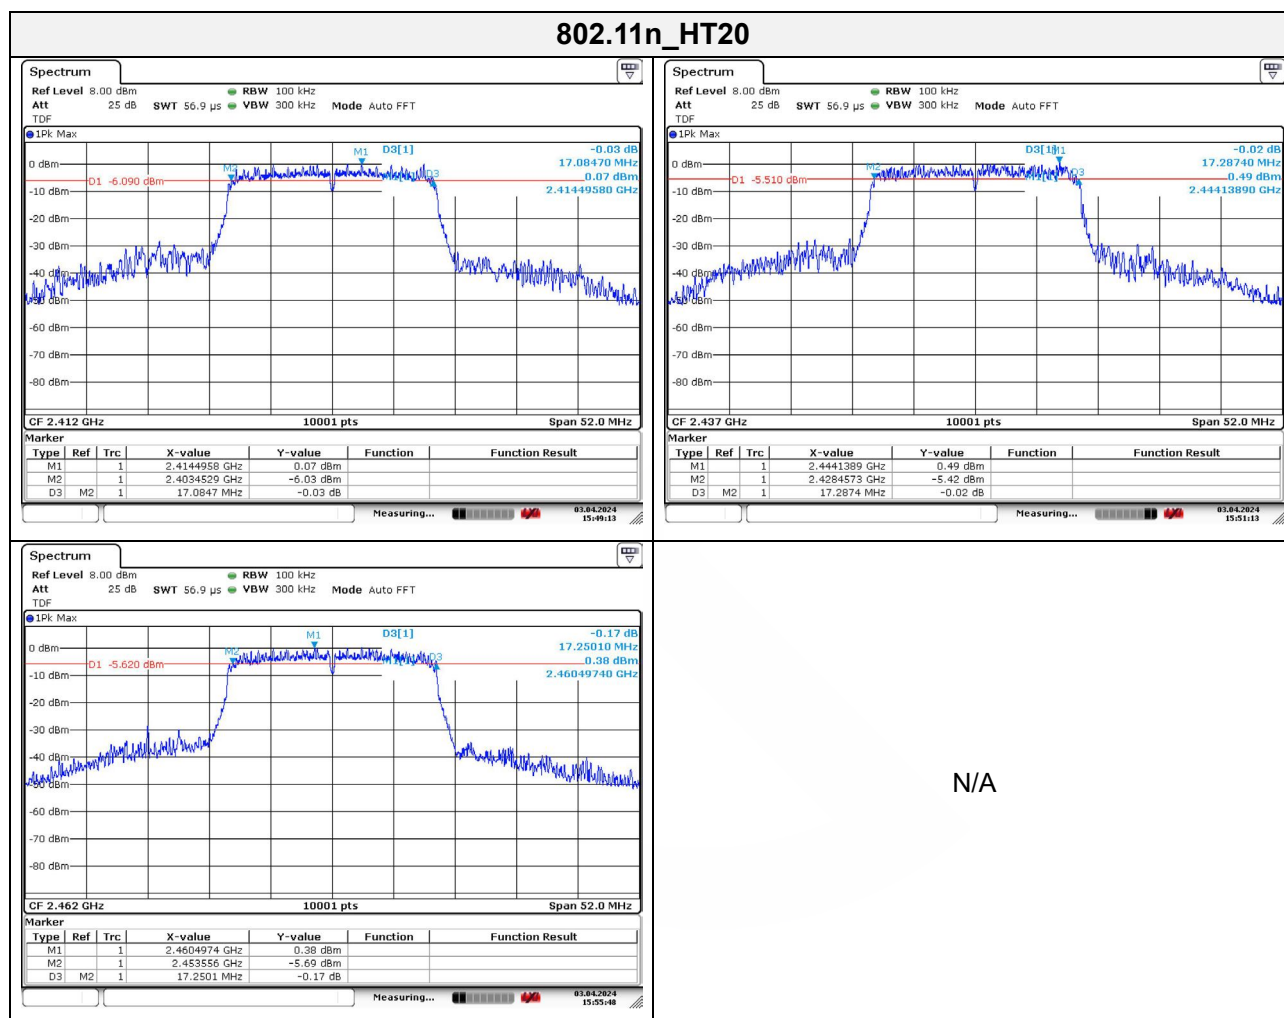 802.11n_HT20
Spectrum
Ref Level 8.00 dBm RBW 100 kHz
Att 25 dB SWT 56.9 µs VBW 300 kHz Mode Auto FFT
TDF
1Pk Max
M1 D3[1] -0.03 dB
17.08470 MHz
0 dBm
M2 D3
M1[1] 0.07 dBm
D1 -6.090 dBm
2.41449580 GHz
-10 dBm
-20 dBm
-30 dBm
-40 dBm
-50 dBm
-60 dBm
-70 dBm
-80 dBm
CF 2.412 GHz 10001 pts Span 52.0 MHz
Marker
Type Ref Trc X-value Y-value Function Function Result
M1 1 2.4144958 GHz 0.07 dBm
M2 1 2.4034529 GHz -6.03 dBm
D3 M2 1 17.0847 MHz -0.03 dB
Measuring... 03.04.2024
15:49:13
Spectrum
Ref Level 8.00 dBm RBW 100 kHz
Att 25 dB SWT 56.9 µs VBW 300 kHz Mode Auto FFT
TDF
1Pk Max
D3[1] M1 -0.02 dB
17.28740 MHz
0 dBm
M2 D3
M1[1] 0.49 dBm
D1 -5.510 dBm
2.44413890 GHz
-10 dBm
-20 dBm
-30 dBm
-40 dBm
-50 dBm
-60 dBm
-70 dBm
-80 dBm
CF 2.437 GHz 10001 pts Span 52.0 MHz
Marker
Type Ref Trc X-value Y-value Function Function Result
M1 1 2.4441389 GHz 0.49 dBm
M2 1 2.4284573 GHz -5.42 dBm
D3 M2 1 17.2874 MHz -0.02 dB
Measuring... 03.04.2024
15:51:13
Spectrum
Ref Level 8.00 dBm RBW 100 kHz
Att 25 dB SWT 56.9 µs VBW 300 kHz Mode Auto FFT
TDF
1Pk Max
M1 D3[1] -0.17 dB
17.25010 MHz
0 dBm
M2 D3
M1[1] 0.38 dBm
D1 -5.620 dBm
2.46049740 GHz
-10 dBm
-20 dBm
-30 dBm
-40 dBm
-50 dBm
-60 dBm
-70 dBm
-80 dBm
CF 2.462 GHz 10001 pts Span 52.0 MHz
Marker
Type Ref Trc X-value Y-value Function Function Result
M1 1 2.4604974 GHz 0.38 dBm
M2 1 2.453556 GHz -5.69 dBm
D3 M2 1 17.2501 MHz -0.17 dB
Measuring... 03.04.2024
15:55:48
N/A